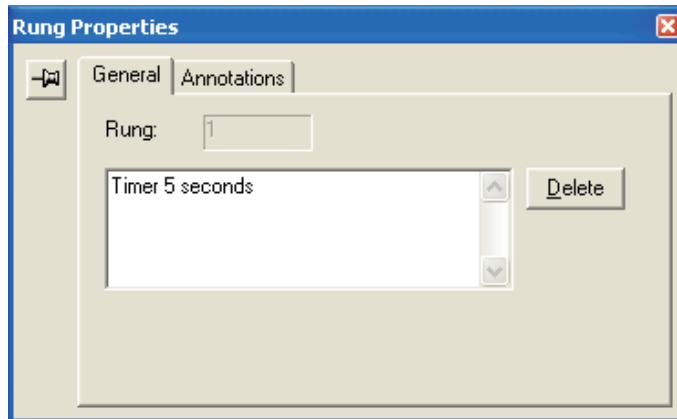 Rung Properties
General Annotations
Rung: 1
Timer 5 seconds
Delete